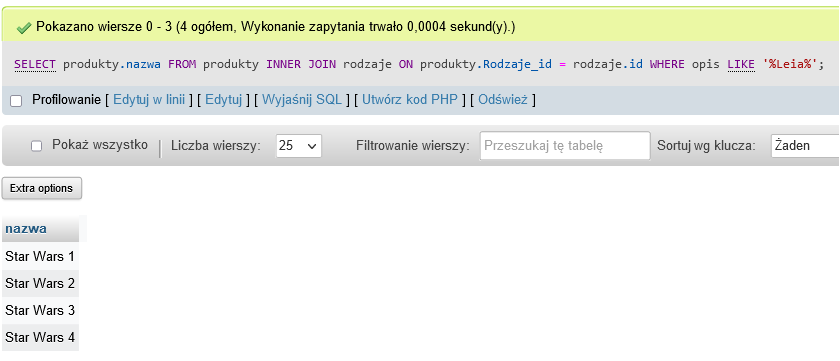 Pokazano wiersze 0 - 3 (4 ogółem, Wykonanie zapytania trwało 0,0004 sekund(y).)
SELECT produkty.nazwa FROM produkty INNER JOIN rodzaje ON produkty.Rodzaje_id = rodzaje.id WHERE opis LIKE '%Leia%';
Profilowanie [ Edytuj w linii ] [ Edytuj ] [ Wyjaśnij SQL ] [ Utwórz kod PHP ] [ Odśwież ]
Pokaż wszystko | Liczba wierszy: 25 Filtrowanie wierszy: Przeszukaj tę tabelę Sortuj wg klucza: Żaden
Extra options
nazwa
Star Wars 1
Star Wars 2
Star Wars 3
Star Wars 4